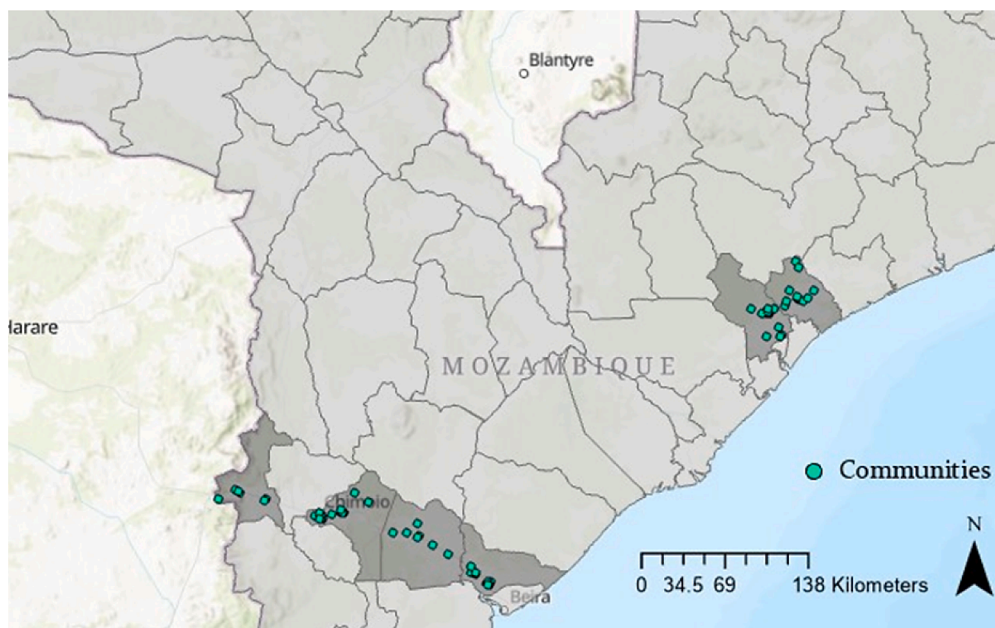 Blantyre
Harare
MOZAMBIQUE
Communities
Chimoio
N
0 34.5 69 138 Kilometers
Beira